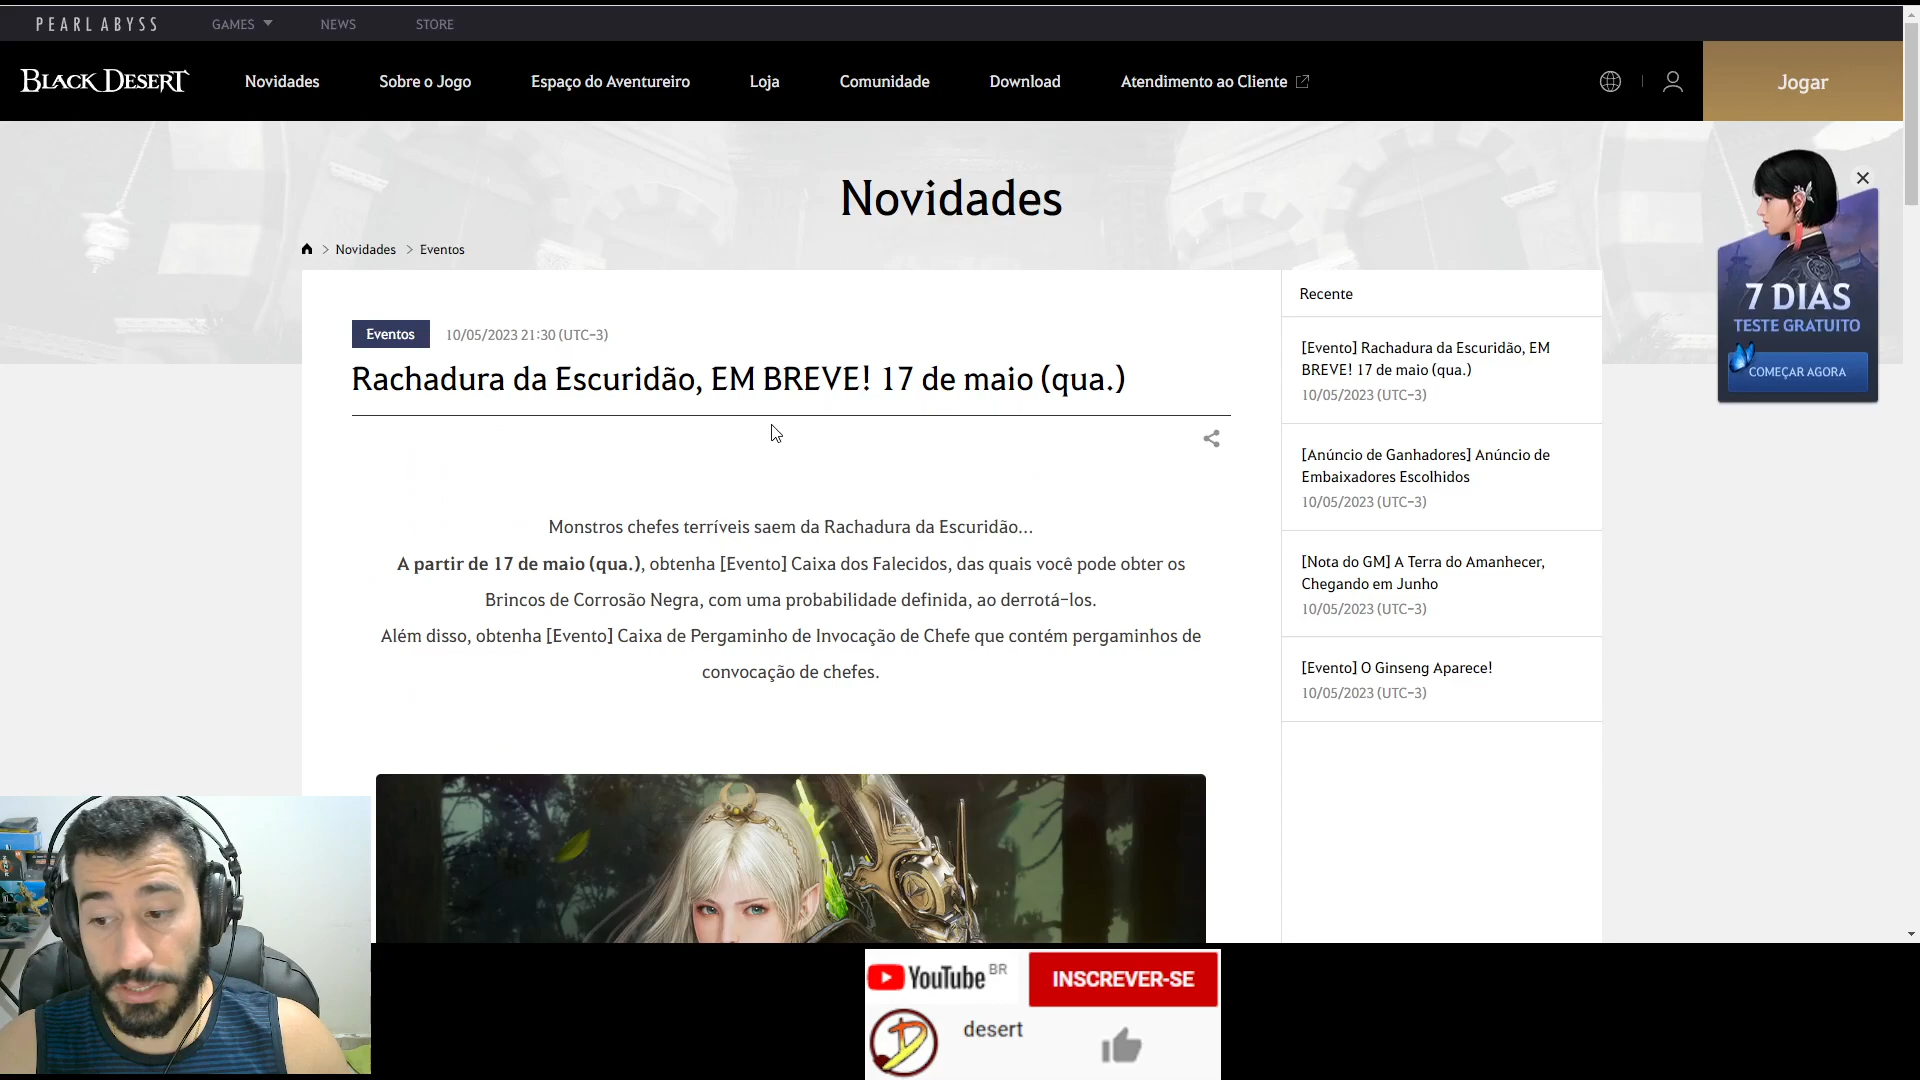 PEARL ABYSS GAMES NEWS STORE
BLACK DESERT Novidades Sobre o Jogo Espaço do Aventureiro Loja Comunidade Download Atendimento ao Cliente Jogar
Novidades
> Novidades > Eventos
Eventos 10/05/2023 21:30 (UTC-3)
Rachadura da Escuridão, EM BREVE! 17 de maio (qua.)
Monstros chefes terríveis saem da Rachadura da Escuridão...
A partir de 17 de maio (qua.), obtenha [Evento] Caixa dos Falecidos, das quais você pode obter os
Brincos de Corrosão Negra, com uma probabilidade definida, ao derrotá-los.
Além disso, obtenha [Evento] Caixa de Pergaminho de Invocação de Chefe que contém pergaminhos de
convocação de chefes.
Recente
[Evento] Rachadura da Escuridão, EM
BREVE! 17 de maio (qua.)
10/05/2023 (UTC-3)
[Anúncio de Ganhadores] Anúncio de
Embaixadores Escolhidos
10/05/2023 (UTC-3)
[Nota do GM] A Terra do Amanhecer,
Chegando em Junho
10/05/2023 (UTC-3)
[Evento] O Ginseng Aparece!
10/05/2023 (UTC-3)
7 DIAS
TESTE GRATUITO
COMEÇAR AGORA
YouTube BR INSCREVER-SE
desert